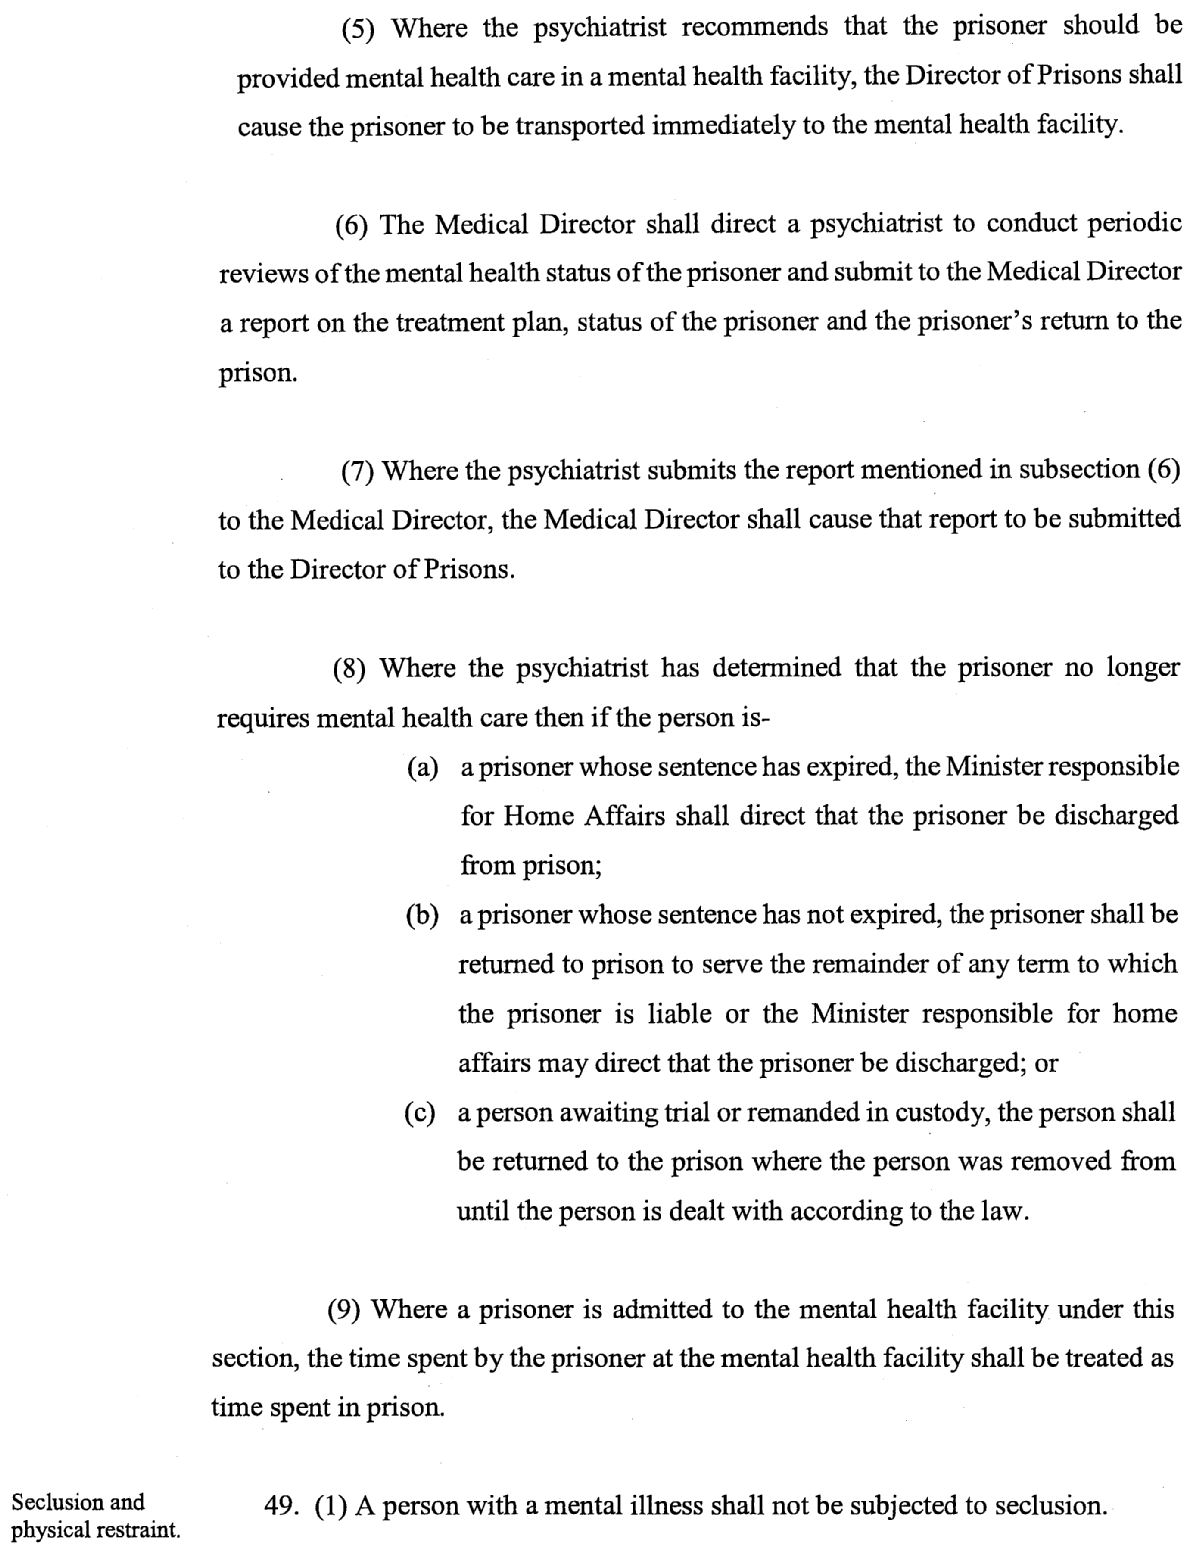 (5) Where the psychiatrist recommends that the prisoner should be
provided mental health care in a mental health facility, the Director of Prisons shall
cause the prisoner to be transported immediately to the mental health facility.
(6) The Medical Director shall direct a psychiatrist to conduct periodic
reviews of the mental health status of the prisoner and submit to the Medical Director
a report on the treatment plan, status of the prisoner and the prisoner's return to the
prison.
(7) Where the psychiatrist submits the report mentioned in subsection (6)
to the Medical Director, the Medical Director shall cause that report to be submitted
to the Director of Prisons.
(8) Where the psychiatrist has determined that the prisoner no longer
requires mental health care then if the person is-
(a) a prisoner whose sentence has expired, the Minister responsible
for Home Affairs shall direct that the prisoner be discharged
from prison;
(b) a prisoner whose sentence has not expired, the prisoner shall be
returned to prison to serve the remainder of any term to which
the prisoner is liable or the Minister responsible for home
affairs may direct that the prisoner be discharged; or
(c) a person awaiting trial or remanded in custody, the person shall
be returned to the prison where the person was removed from
until the person is dealt with according to the law.
(9) Where a prisoner is admitted to the mental health facility under this
section, the time spent by the prisoner at the mental health facility shall be treated as
time spent in prison.
Seclusion and
physical restraint.
49. (1) A person with a mental illness shall not be subjected to seclusion.